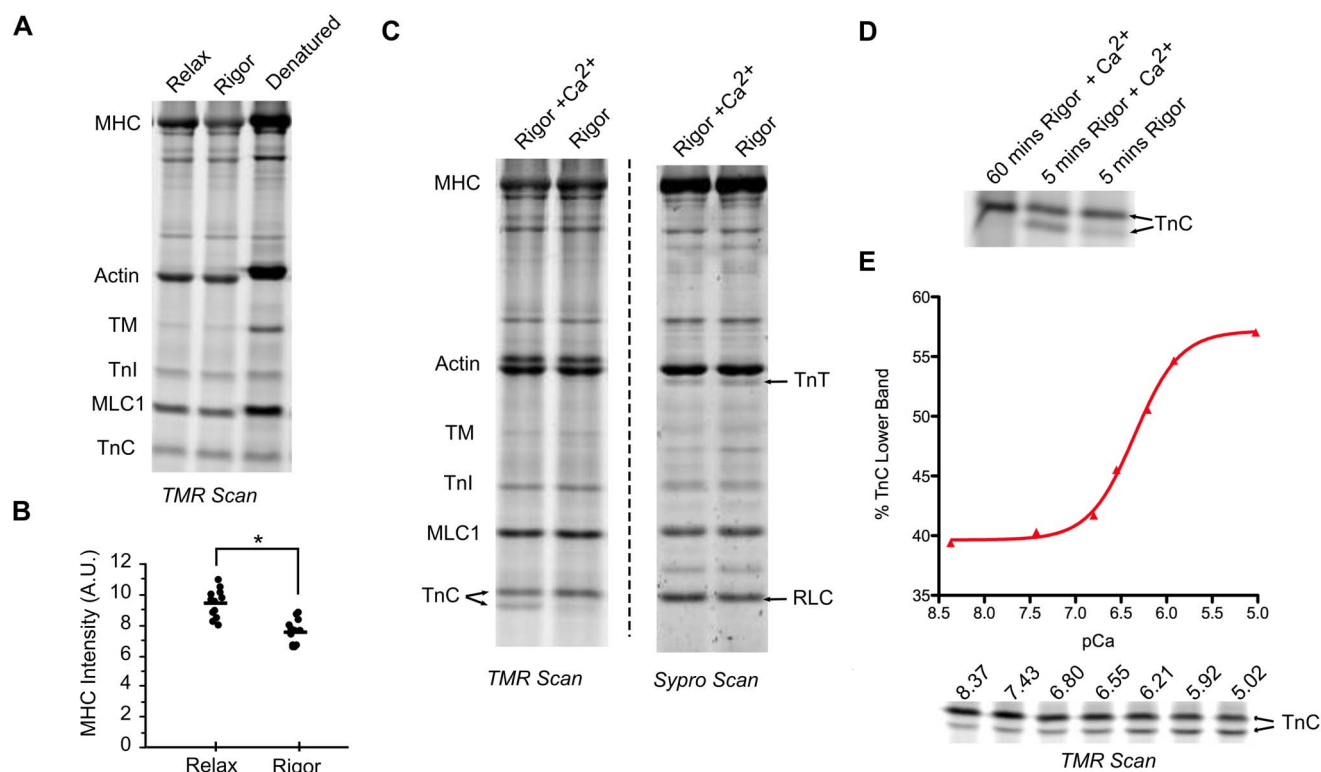 A
Relax
Rigor
Denatured
MHC
Actin
TM
TnI
MLC1
TnC
TMR Scan
B
MHC Intensity (A.U.)
12
10
8
6
4
2
0
*
Relax
Rigor
C
Rigor +Ca2+
Rigor
Rigor +Ca2+
Rigor
MHC
Actin
TM
TnI
MLC1
TnC
TnT
RLC
TMR Scan
Sypro Scan
D
60 mins Rigor + Ca2+
5 mins Rigor + Ca2+
5 mins Rigor
TnC
E
% TnC Lower Band
60
55
50
45
40
35
8.5 8.0 7.5 7.0 6.5 6.0 5.5 5.0
pCa
8.37 7.43 6.80 6.55 6.21 5.92 5.02
TnC
TMR Scan